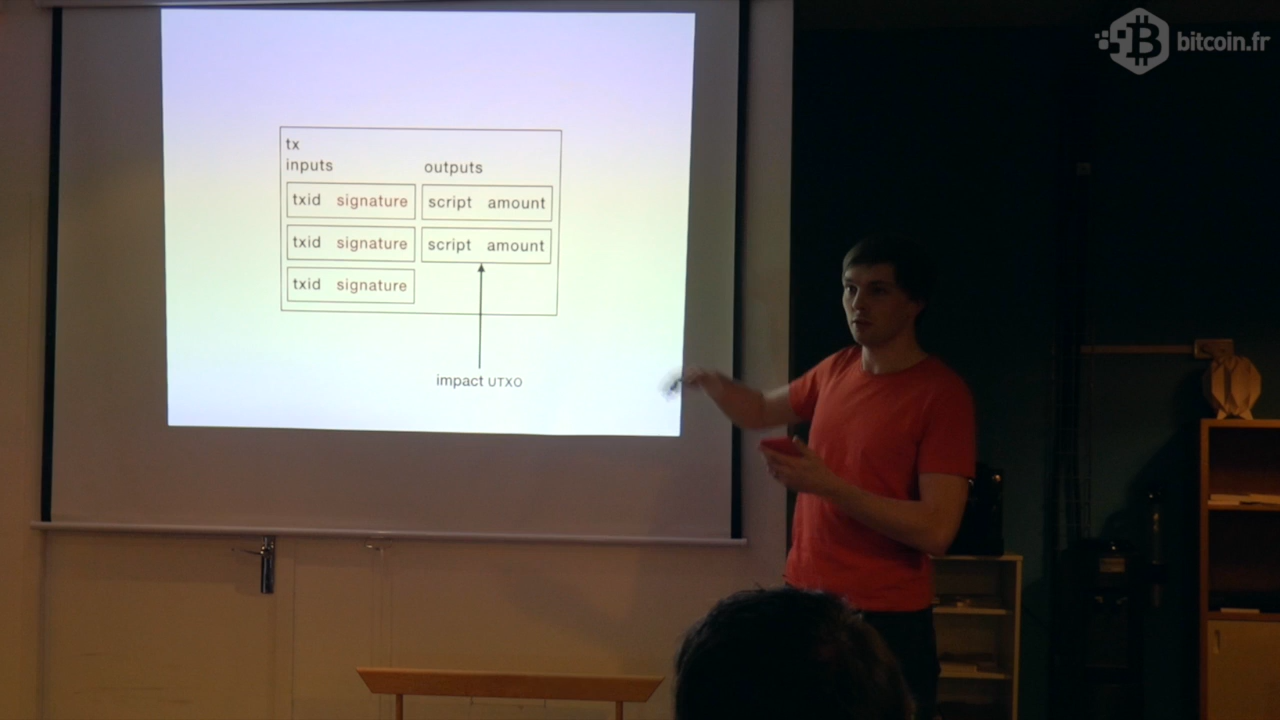 bitcoin.fr
tx
inputs outputs
txid signature script amount
txid signature script amount
txid signature
impact UTXO